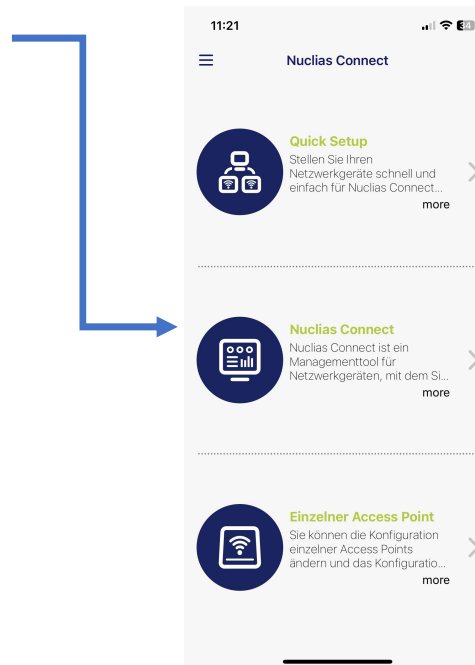 11:21
34
Nuclias Connect
Quick Setup
Stellen Sie Ihren
Netzwerkgeräte schnell und
einfach für Nuclias Connect...
more
Nuclias Connect
Nuclias Connect ist ein
Managementtool für
Netzwerkgeräten, mit dem Si...
more
Einzelner Access Point
Sie können die Konfiguration
einzelner Access Points
ändern und das Konfiguratio...
more